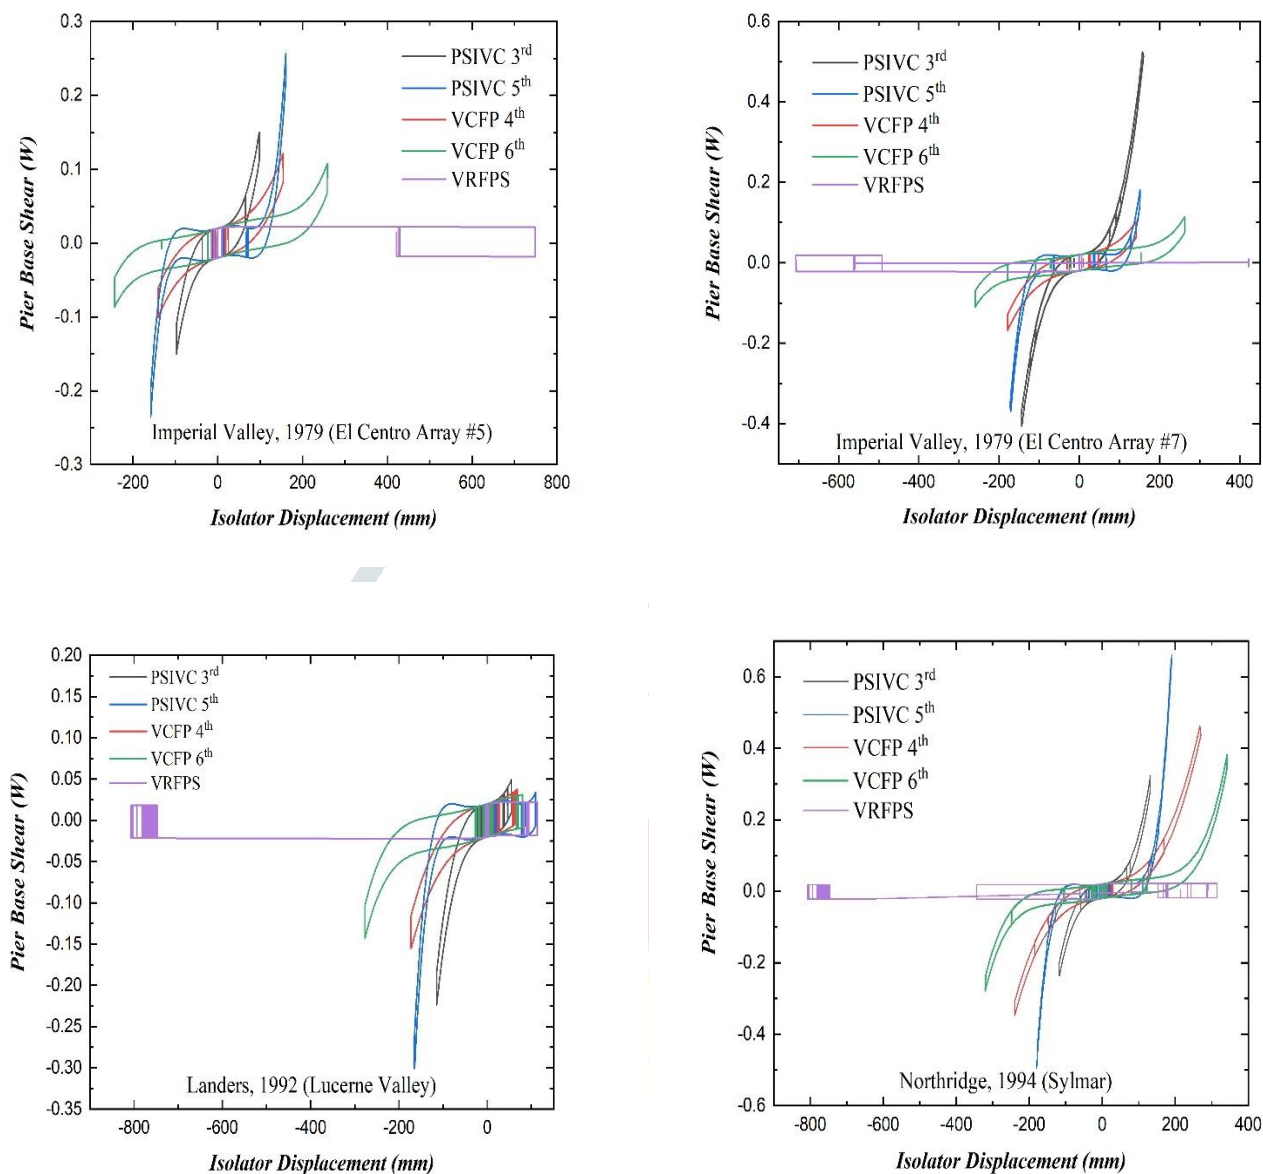 0.3
0.2
0.1
0.0
-0.1
-0.2
-0.3
Pier Base Shear (W)
PSIVC 3rd
PSIVC 5th
VCFP 4th
VCFP 6th
VRFPS
Imperial Valley, 1979 (El Centro Array #5)
-200 0 200 400 600 800
Isolator Displacement (mm)
0.6
0.4
0.2
0.0
-0.2
-0.4
Pier Base Shear (W)
PSIVC 3rd
PSIVC 5th
VCFP 4th
VCFP 6th
VRFPS
Imperial Valley, 1979 (El Centro Array #7)
-600 -400 -200 0 200 400
Isolator Displacement (mm)
0.20
0.15
0.10
0.05
0.00
-0.05
-0.10
-0.15
-0.20
-0.25
-0.30
-0.35
Pier Base Shear (W)
PSIVC 3rd
PSIVC 5th
VCFP 4th
VCFP 6th
VRFPS
Landers, 1992 (Lucerne Valley)
-800 -600 -400 -200 0
Isolator Displacement (mm)
0.6
0.4
0.2
0.0
-0.2
-0.4
-0.6
Pier Base Shear (W)
PSIVC 3rd
PSIVC 5th
VCFP 4th
VCFP 6th
VRFPS
Northridge, 1994 (Sylmar)
-800 -600 -400 -200 0 200 400
Isolator Displacement (mm)